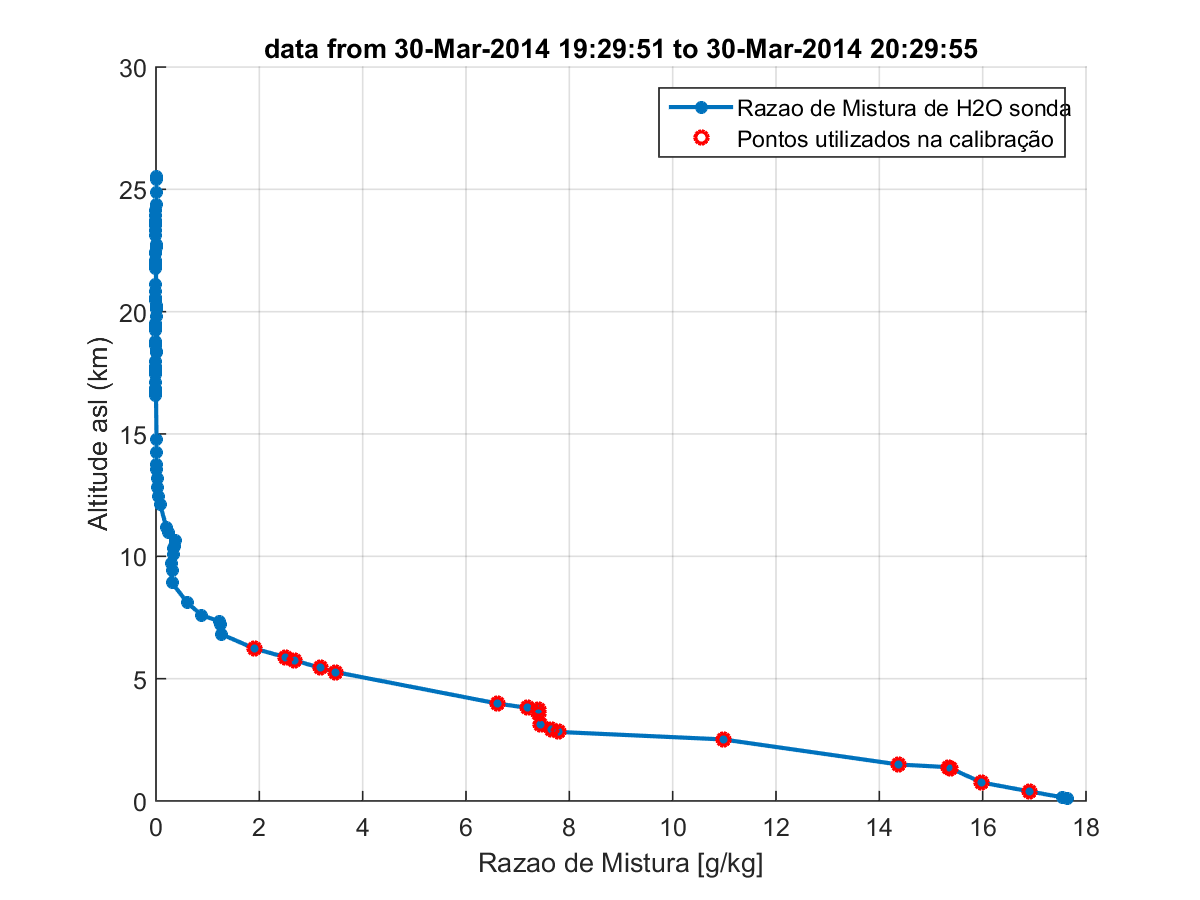 data from 30-Mar-2014 19:29:51 to 30-Mar-2014 20:29:55
Razao de Mistura de H2O sonda
Pontos utilizados na calibração
30
25
20
15
10
5
0
Altitude asl (km)
0 2 4 6 8 10 12 14 16 18
Razao de Mistura [g/kg]